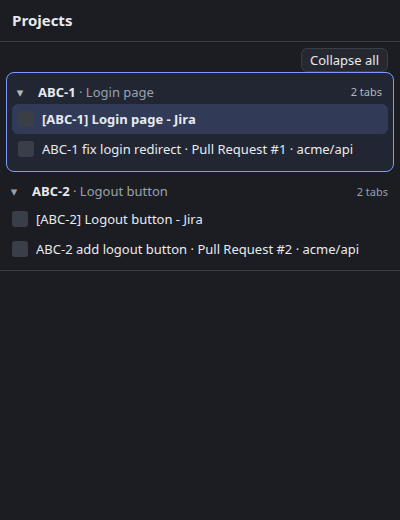 Projects
Collapse all
▾ ABC-1 · Login page 2 tabs
[ABC-1] Login page - Jira
ABC-1 fix login redirect · Pull Request #1 · acme/api
▾ ABC-2 · Logout button 2 tabs
[ABC-2] Logout button - Jira
ABC-2 add logout button · Pull Request #2 · acme/api